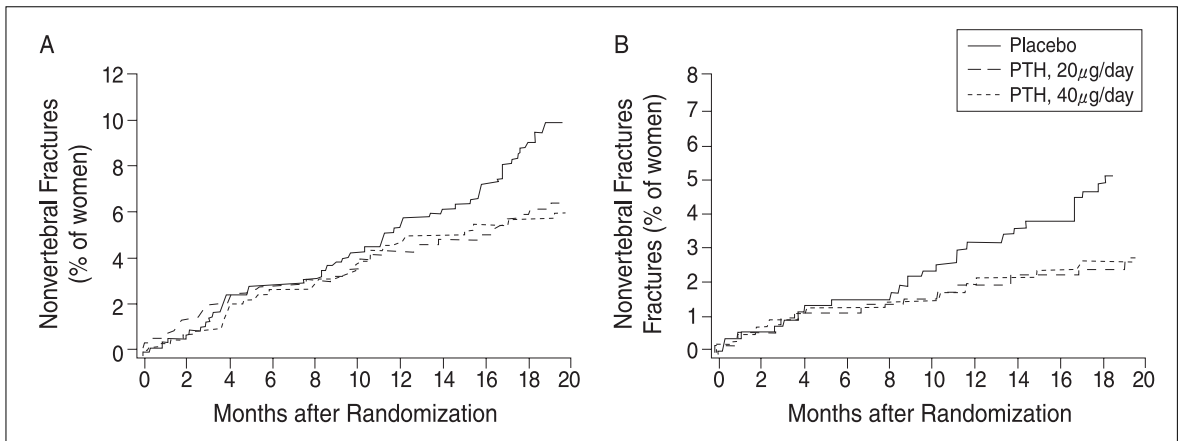 A
Nonvertebral Fractures
(% of women)
12
10
8
6
4
2
0
0 2 4 6 8 10 12 14 16 18 20
Months after Randomization
B
Placebo
PTH, 20μg/day
PTH, 40μg/day
Nonvertebral
Fractures (% of women)
8
7
6
5
4
3
2
1
0
0 2 4 6 8 10 12 14 16 18 20
Months after Randomization